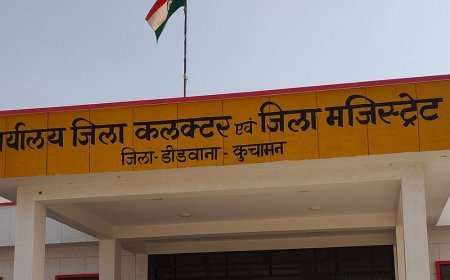 र्यालय जिला कलक्टर एवं जिला मजिस्ट्रेट
जिला-डीडवाना - कुचामन